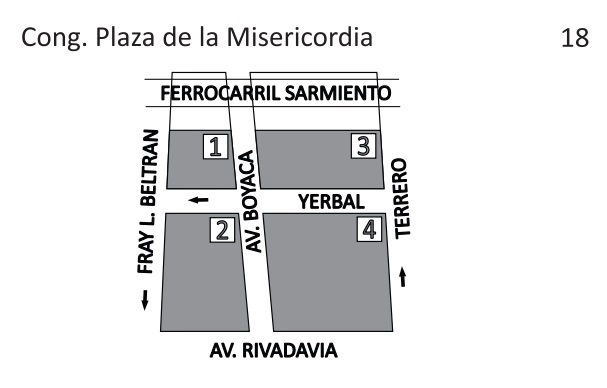 Cong. Plaza de la Misericordia
18
FERROCARRIL SARMIENTO
1
3
FRAY L. BELTRAN
AV. BOYACA
TERRERO
YERBAL
2
4
AV. RIVADAVIA